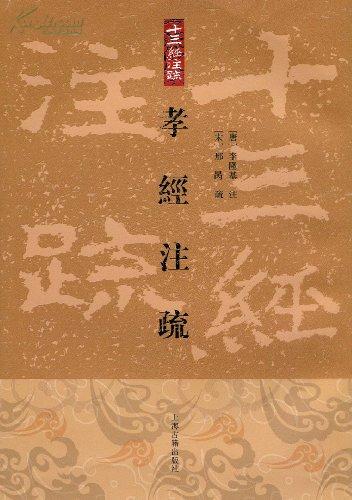 十三經注疏
十三經
注疏
孝經注疏
[唐] 李隆基 注
[宋] 邢昺 疏
上海古籍出版社